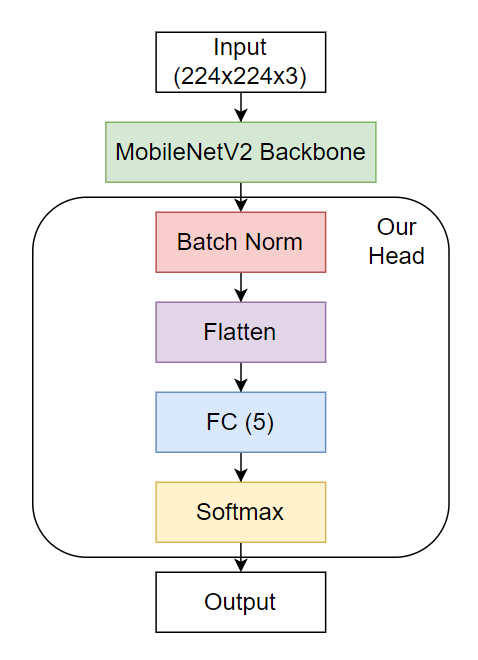 Input
(224x224x3)
MobileNetV2 Backbone
Our
Head
Batch Norm
Flatten
FC (5)
Softmax
Output